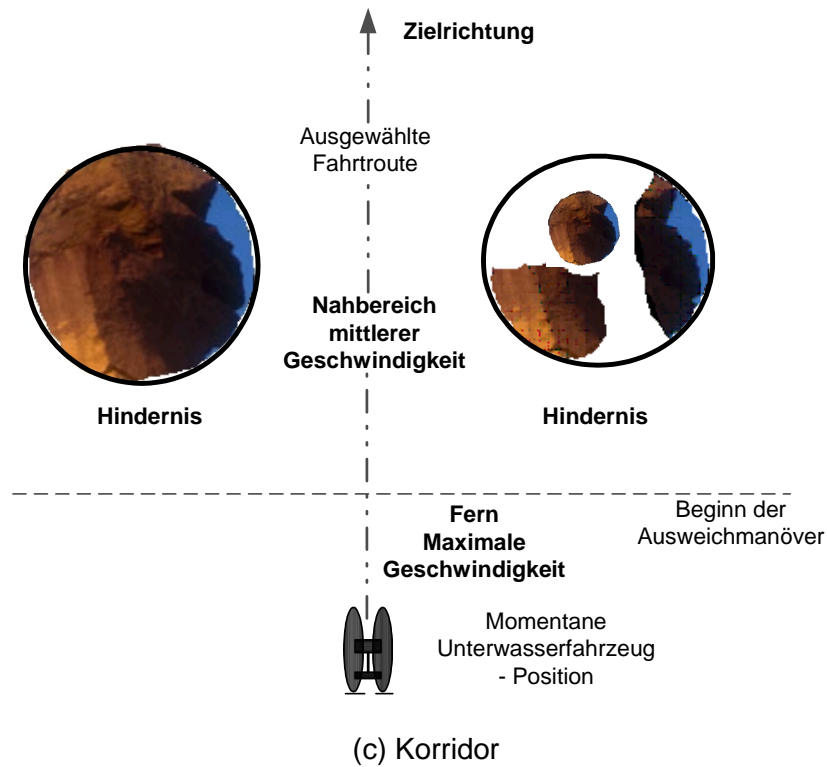 Zielrichtung
Ausgewählte
Fahrtroute
Nahbereich
mittlerer
Geschwindigkeit
Hindernis
Hindernis
Fern
Maximale
Geschwindigkeit
Beginn der
Ausweichmanöver
Momentane
Unterwasserfahrzeug
- Position
(c) Korridor